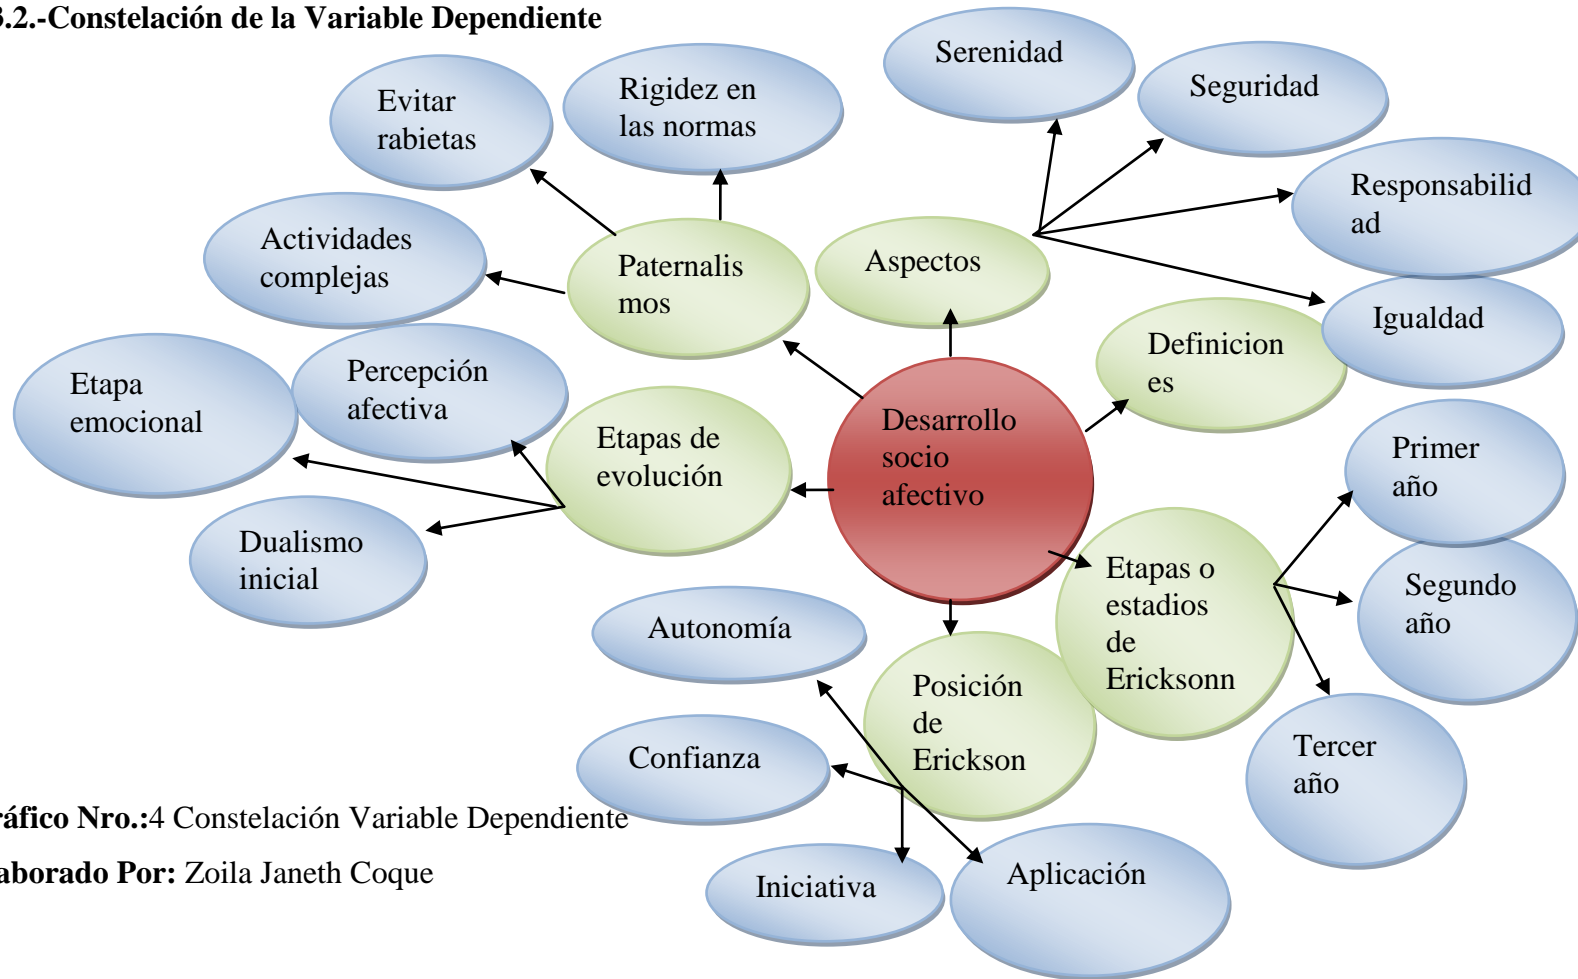 3.2.-Constelación de la Variable Dependiente
Serenidad
Seguridad
Responsabilid
ad
Igualdad
Evitar
rabietas
Rigidez en
las normas
Actividades
complejas
Paternalis
mos
Aspectos
Definicion
es
Etapa
emocional
Percepción
afectiva
Etapas de
evolución
Desarrollo
socio
afectivo
Primer
año
Dualismo
inicial
Etapas o
estadios
de
Ericksonn
Segundo
año
Autonomía
Posición
de
Erickson
Tercer
año
Confianza
Iniciativa
Aplicación
ráfico Nro.:4 Constelación Variable Dependiente
aborado Por: Zoila Janeth Coque